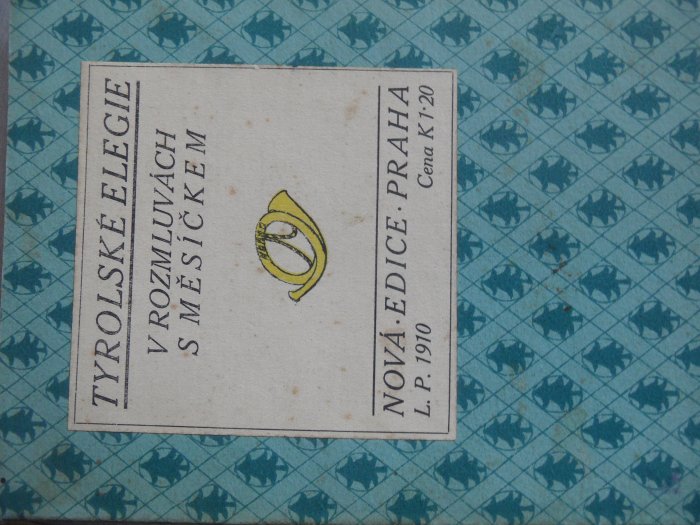 TYROLSKÉ ELEGIE
V ROZMLUVÁCH
S MĚSÍČKEM
NOVÁ · EDICE · PRAHA
L. P. 1910 Cena K 1·20